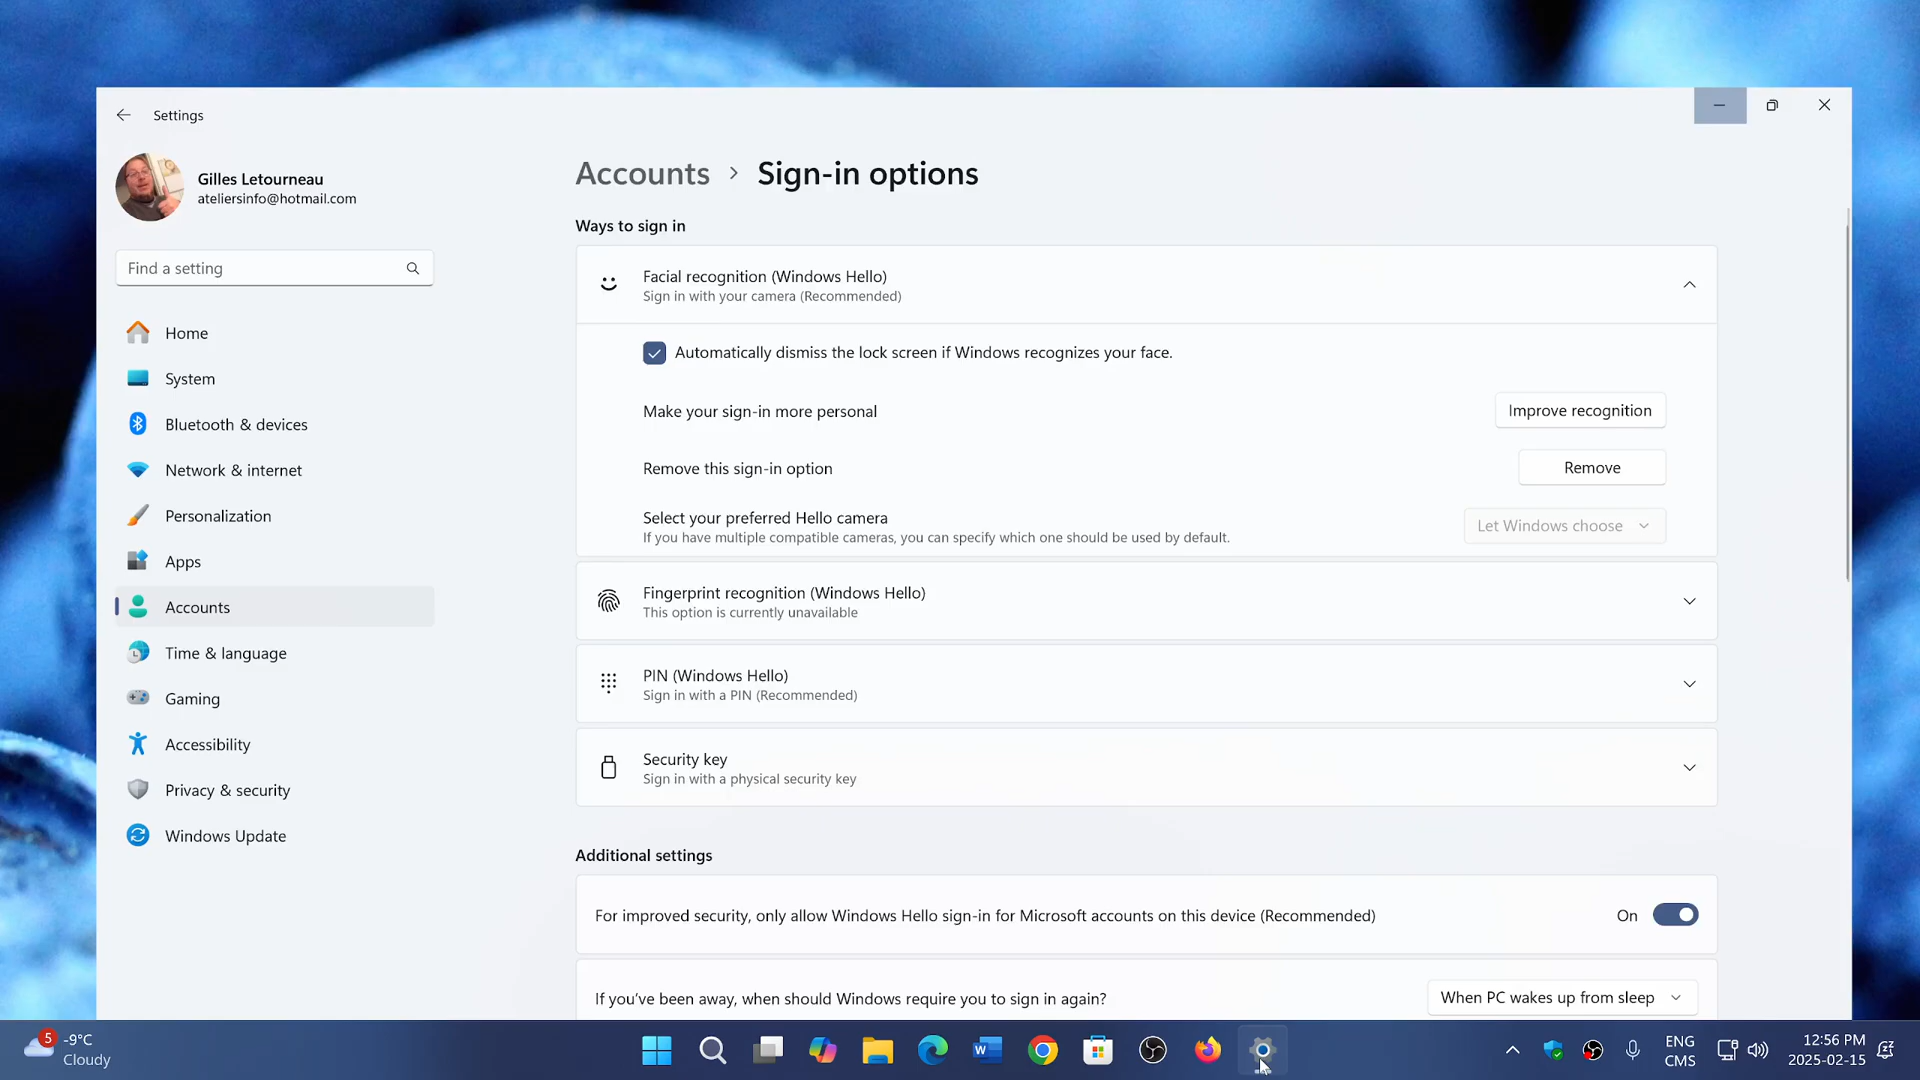 Settings
Gilles Letourneau
ateliersinfo@hotmail.com
Find a setting
Home
System
Bluetooth & devices
Network & internet
Personalization
Apps
Accounts
Time & language
Gaming
Accessibility
Privacy & security
Windows Update
Accounts > Sign-in options
Ways to sign in
Facial recognition (Windows Hello)
Sign in with your camera (Recommended)
Automatically dismiss the lock screen if Windows recognizes your face.
Make your sign-in more personal
Improve recognition
Remove this sign-in option
Remove
Select your preferred Hello camera
If you have multiple compatible cameras, you can specify which one should be used by default.
Let Windows choose
Fingerprint recognition (Windows Hello)
This option is currently unavailable
PIN (Windows Hello)
Sign in with a PIN (Recommended)
Security key
Sign in with a physical security key
Additional settings
For improved security, only allow Windows Hello sign-in for Microsoft accounts on this device (Recommended)
On
If you've been away, when should Windows require you to sign in again?
When PC wakes up from sleep
5
-9°C
Cloudy
W
ENG
CMS
12:56 PM
2025-02-15